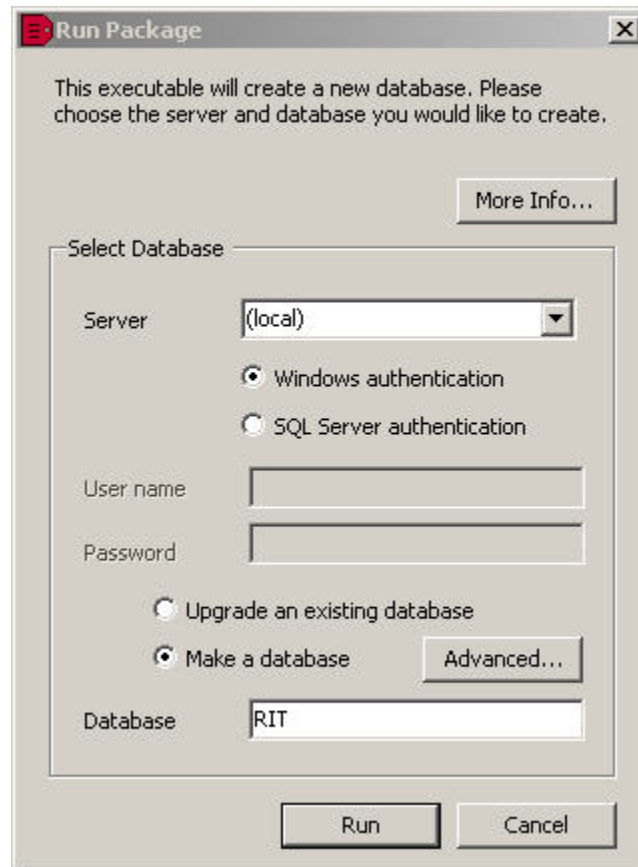 Run Package
This executable will create a new database. Please
choose the server and database you would like to create.
More Info...
Select Database
Server (local)
Windows authentication
SQL Server authentication
User name
Password
Upgrade an existing database
Make a database Advanced...
Database RIT
Run Cancel